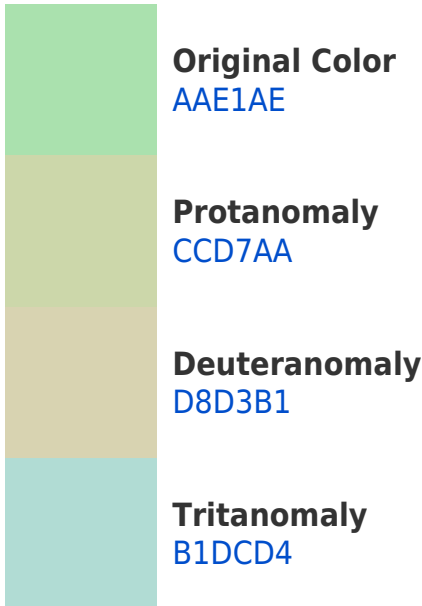 Original Color
AAE1AE
Protanomaly
CCD7AA
Deuteranomaly
D8D3B1
Tritanomaly
B1DCD4